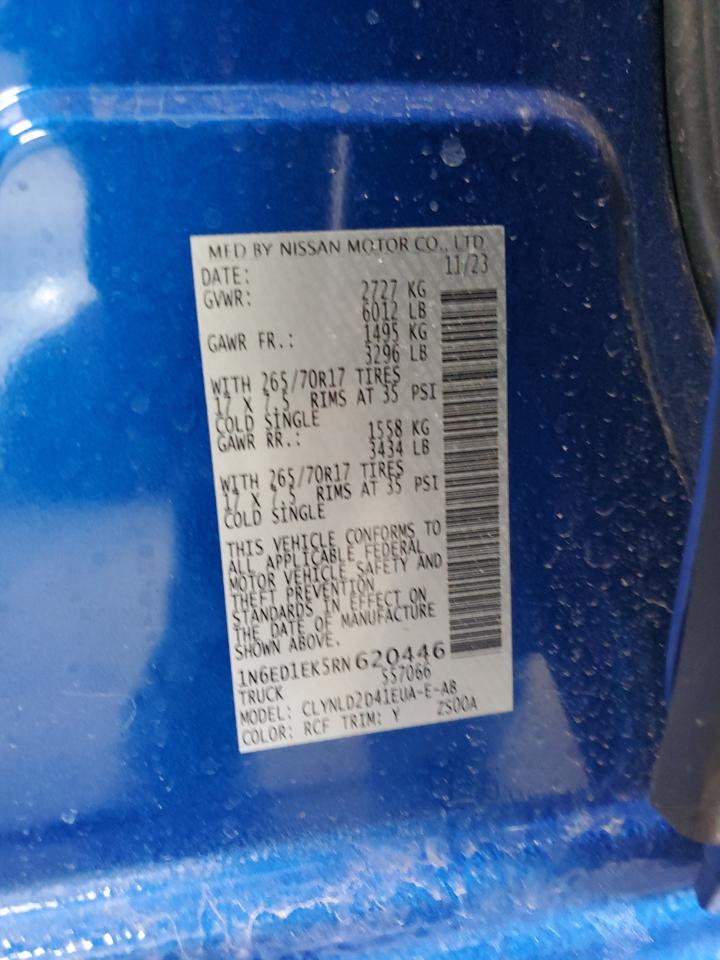 MFD BY NISSAN MOTOR CO., LTD
DATE: 11/23
GVWR: 2727 KG
6012 LB
GAWR FR.: 1495 KG
3296 LB
WITH 265/70R17 TIRES
17 X 7.5 RIMS AT 35 PSI
COLD SINGLE
GAWR RR.: 1558 KG
3434 LB
WITH 265/70R17 TIRES
17 X 7.5 RIMS AT 35 PSI
COLD SINGLE
THIS VEHICLE CONFORMS TO
ALL APPLICABLE FEDERAL
MOTOR VEHICLE SAFETY AND
THEFT PREVENTION
STANDARDS IN EFFECT ON
THE DATE OF MANUFACTURE
SHOWN ABOVE.
1N6ED1EK5RN620446
TRUCK S57066
MODEL: CLYNLD2D41EUA-E-AB
COLOR: RCF TRIM: Y ZS00A